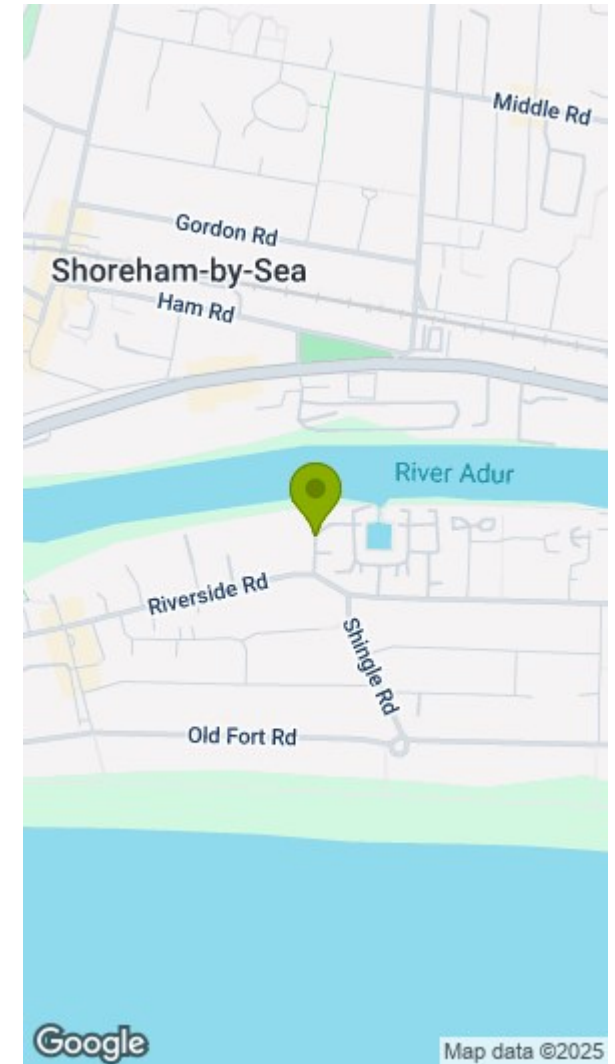 Middle Rd
Gordon Rd
Shoreham-by-Sea
Ham Rd
River Adur
Riverside Rd
Shingle Rd
Old Fort Rd
Google
Map data ©2025